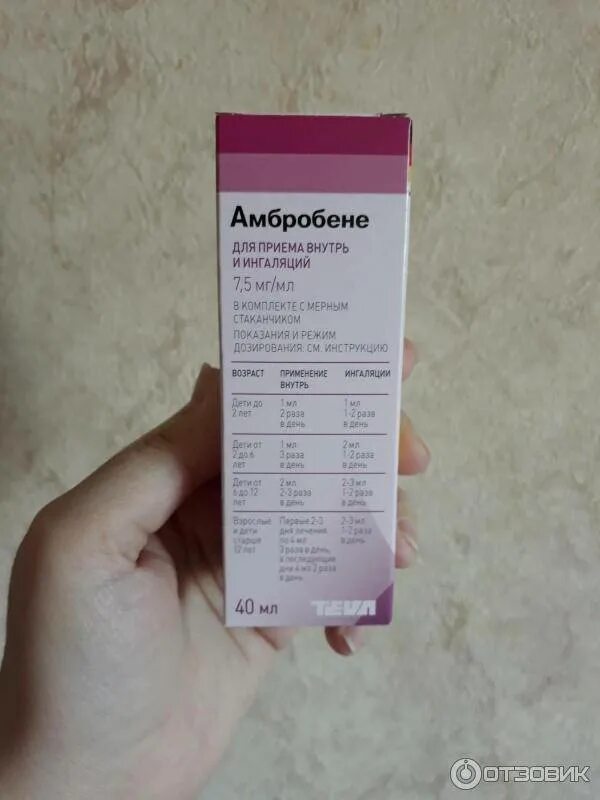 Амбробене
ДЛЯ ПРИЕМА ВНУТРЬ
И ИНГАЛЯЦИЙ
7,5 мг/мл
В КОМПЛЕКТЕ С МЕРНЫМ
СТАКАНЧИКОМ
ПОКАЗАНИЯ И РЕЖИМ
ДОЗИРОВАНИЯ: СМ. ИНСТРУКЦИЮ
ВОЗРАСТ ПРИМЕНЕНИЕ ИНГАЛЯЦИИ
ВНУТРЬ
Дети до 1 мл 1 мл
2 лет 2 раза 1-2 раза
в день в день
Дети от 1 мл 2 мл
2 до 6 3 раза 1-2 раза
лет в день в день
Дети от 2 мл 2-3 мл
6 до 12 2-3 раза 1-2 раза
лет в день в день
Взрослые Первые 2-3 2-3 мл
и дети дня лечения 1-2 раза
старше по 4 мл в день
12 лет 3 раза в день,
в последующие
дни 4 мл 2 раза
в день
40 мл TEVA
ОТЗОВИК